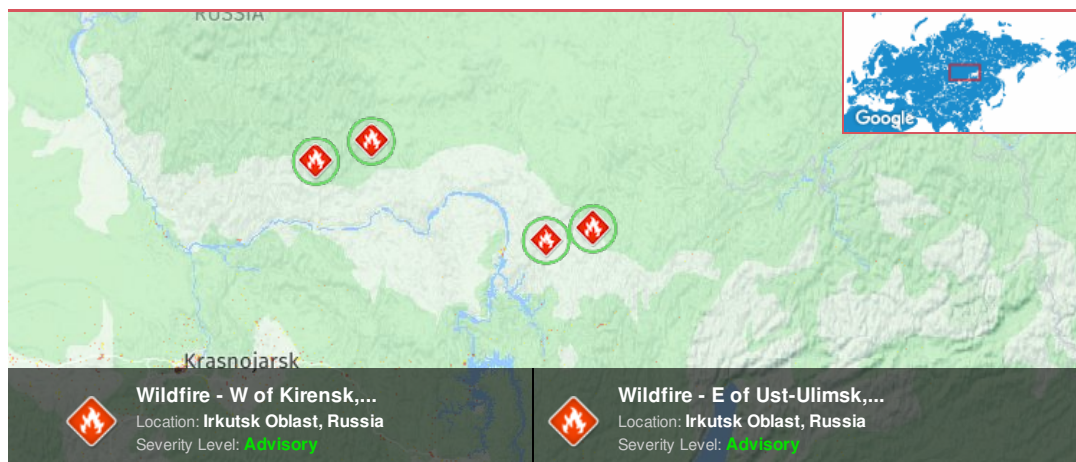 RUSSIA
Google
Krasnojarsk
Wildfire - W of Kirensk,...
Location: Irkutsk Oblast, Russia
Severity Level: Advisory
Wildfire - E of Ust-Ulimsk,...
Location: Irkutsk Oblast, Russia
Severity Level: Advisory